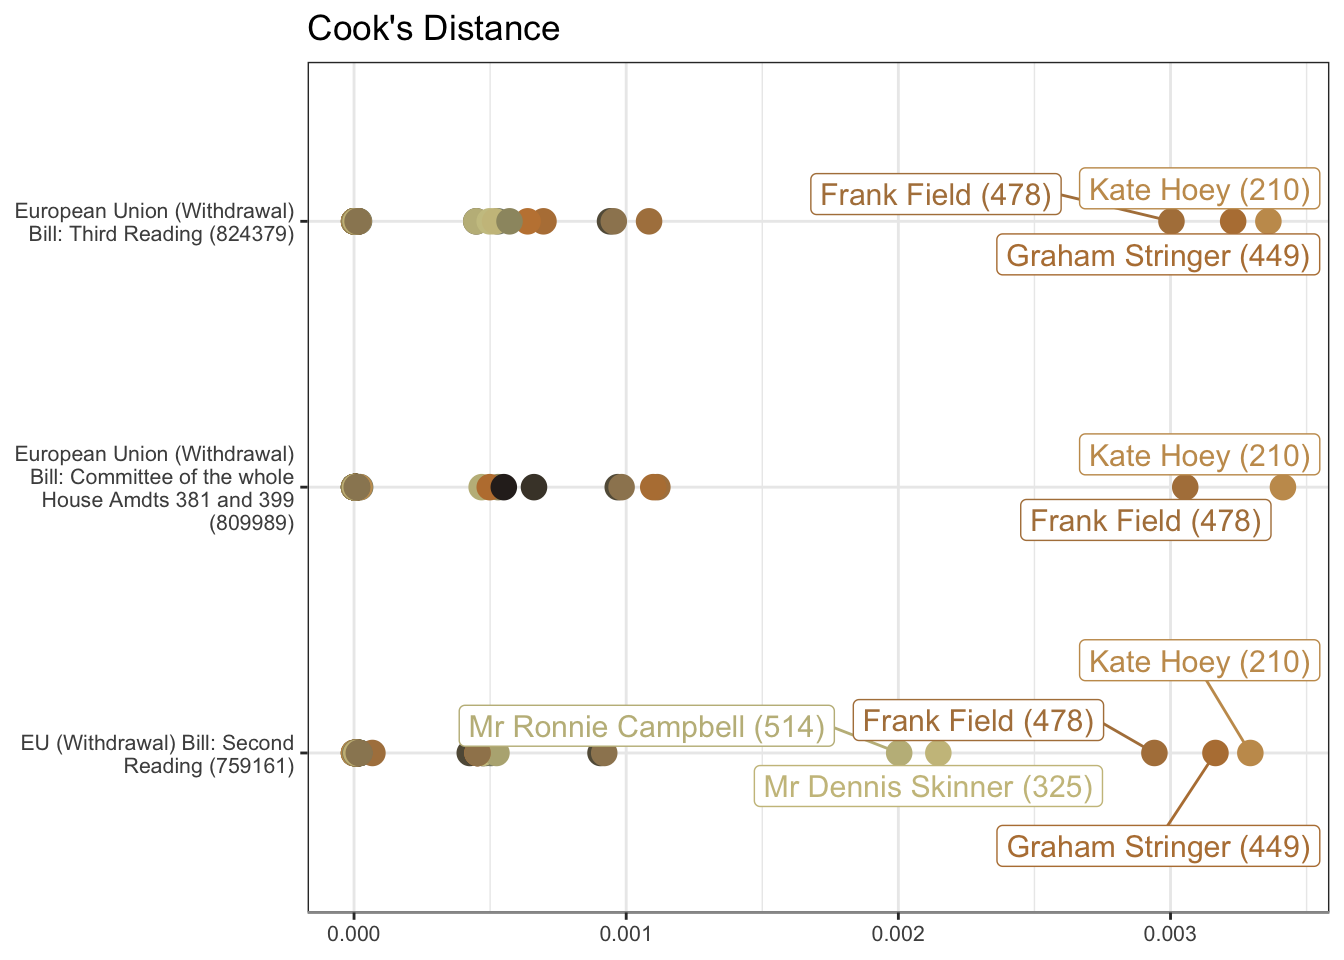 Cook's Distance
European Union (Withdrawal)
Bill: Third Reading (824379)
Frank Field (478)
Kate Hoey (210)
Graham Stringer (449)
European Union (Withdrawal)
Bill: Committee of the whole
House Amdts 381 and 399
(809989)
Kate Hoey (210)
Frank Field (478)
EU (Withdrawal) Bill: Second
Reading (759161)
Kate Hoey (210)
Mr Ronnie Campbell (514)
Frank Field (478)
Mr Dennis Skinner (325)
Graham Stringer (449)
0.000
0.001
0.002
0.003